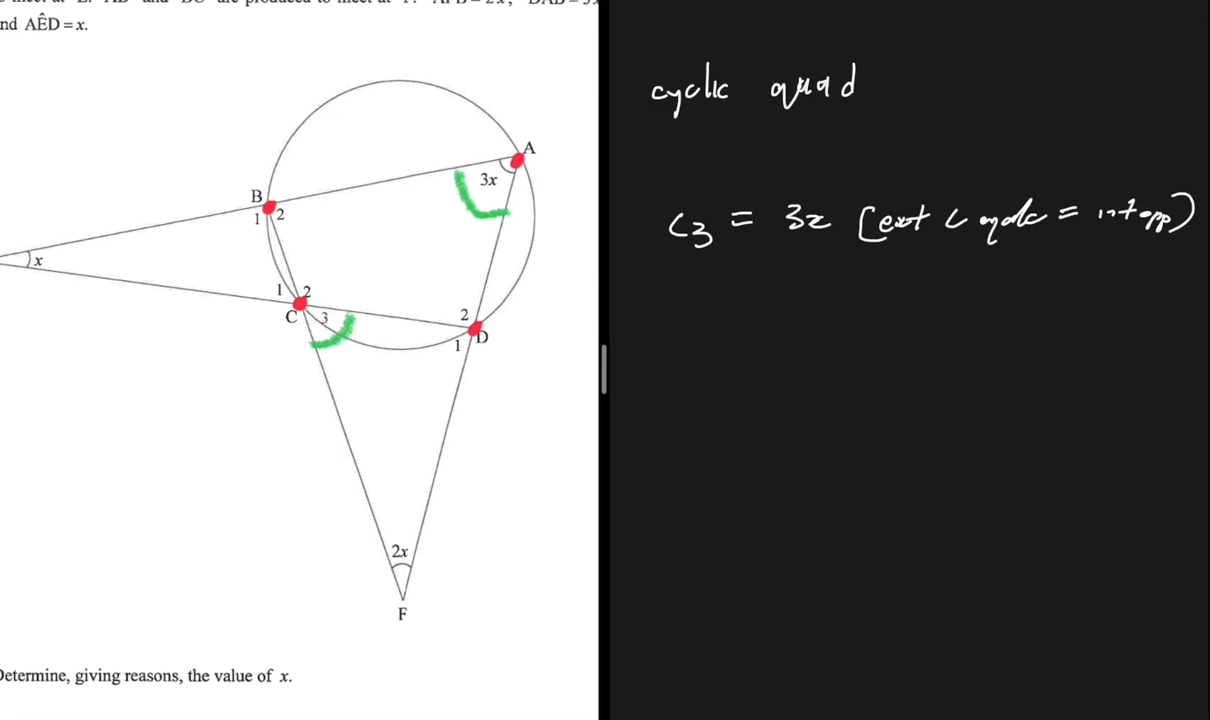 nd AÊD = x.
A
3x
B
1 2
x
1 2
C 3
2
D
1
2x
F
Determine, giving reasons, the value of x.
cyclic quad
C3 = 3x [ext < cyclic = int opp)